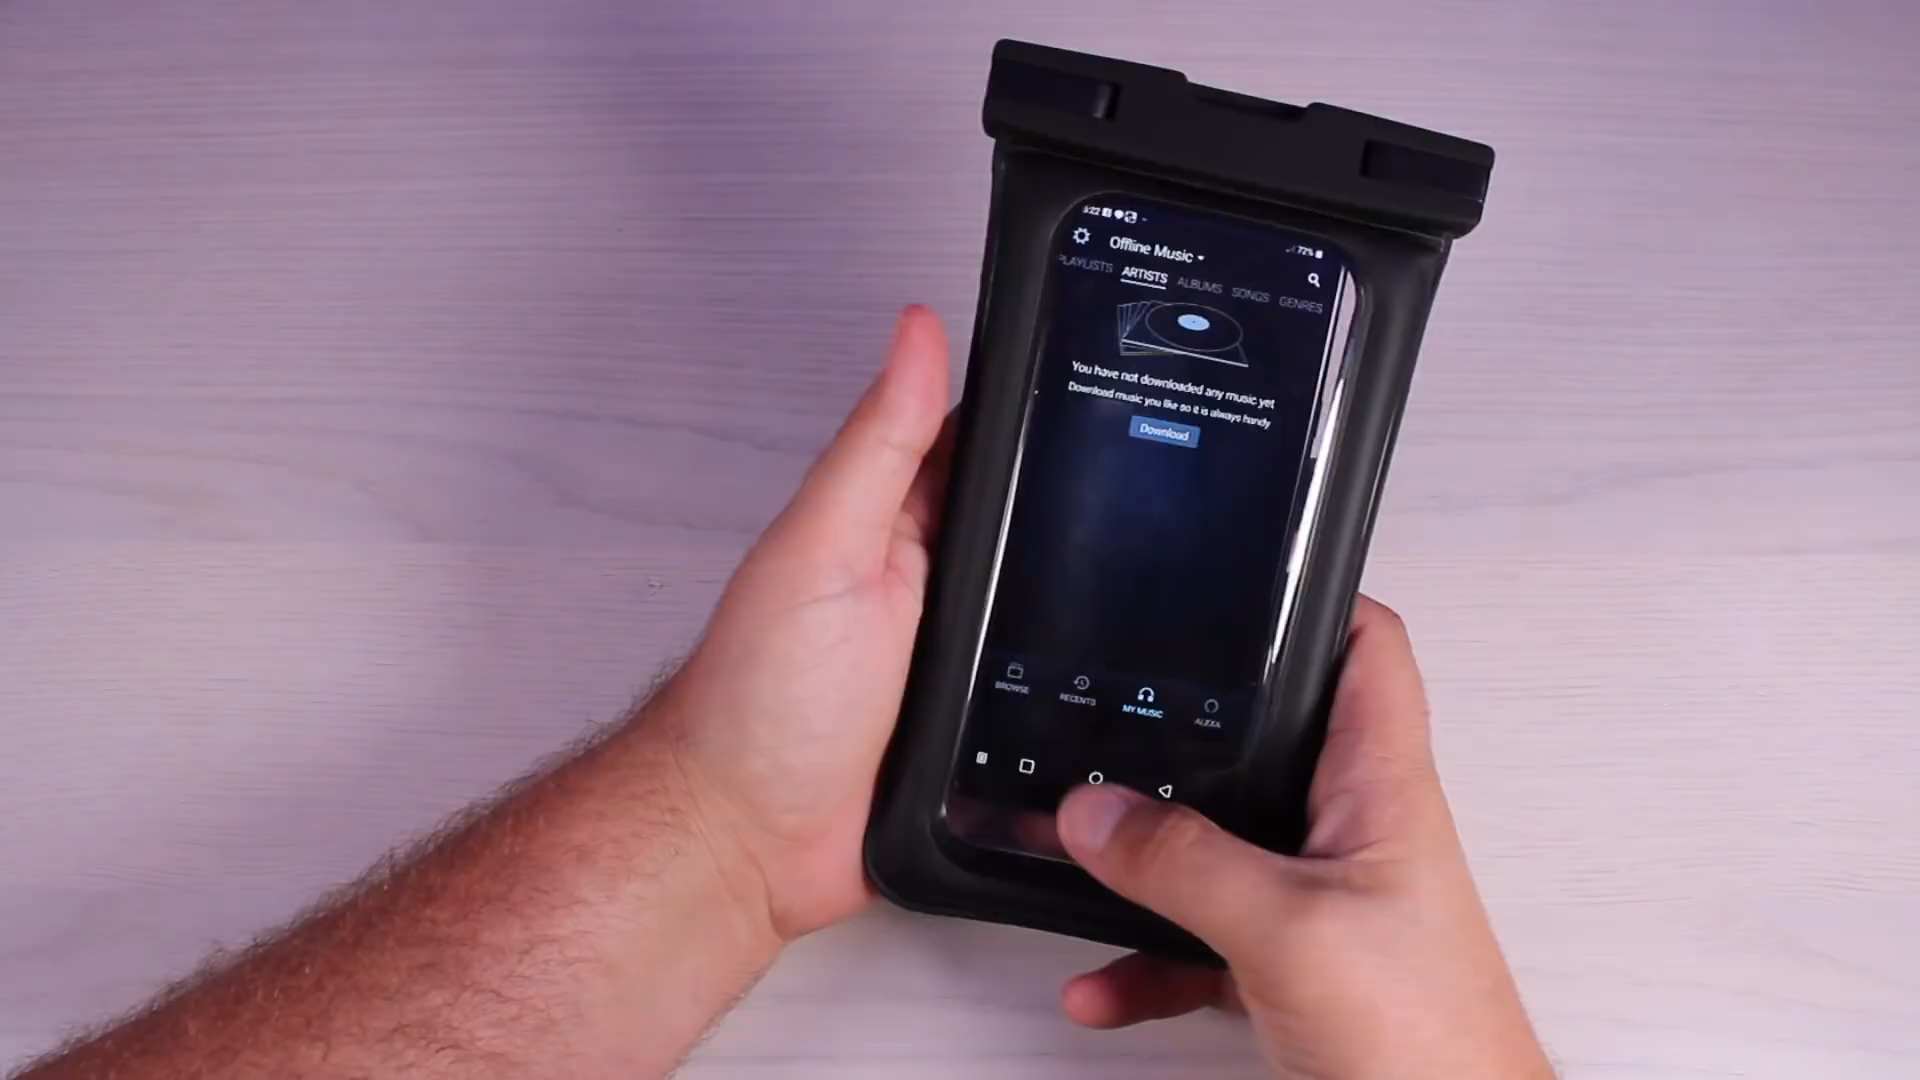 72%
Offline Music
PLAYLISTS ARTISTS ALBUMS SONGS GENRES
You have not downloaded any music yet
Download music you like so it is always handy
Download
BROWSE RECENTS MY MUSIC ALEXA